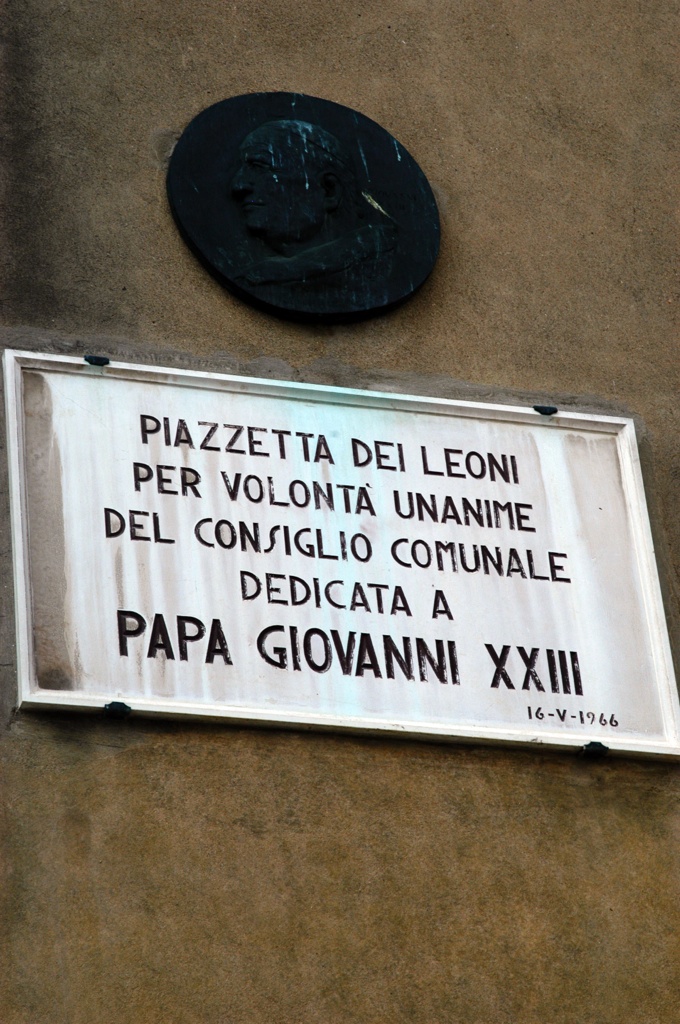 PIAZZETTA DEI LEONI
PER VOLONTÀ UNANIME
DEL CONSIGLIO COMUNALE
DEDICATA A
PAPA GIOVANNI XXIII
16-V-1966